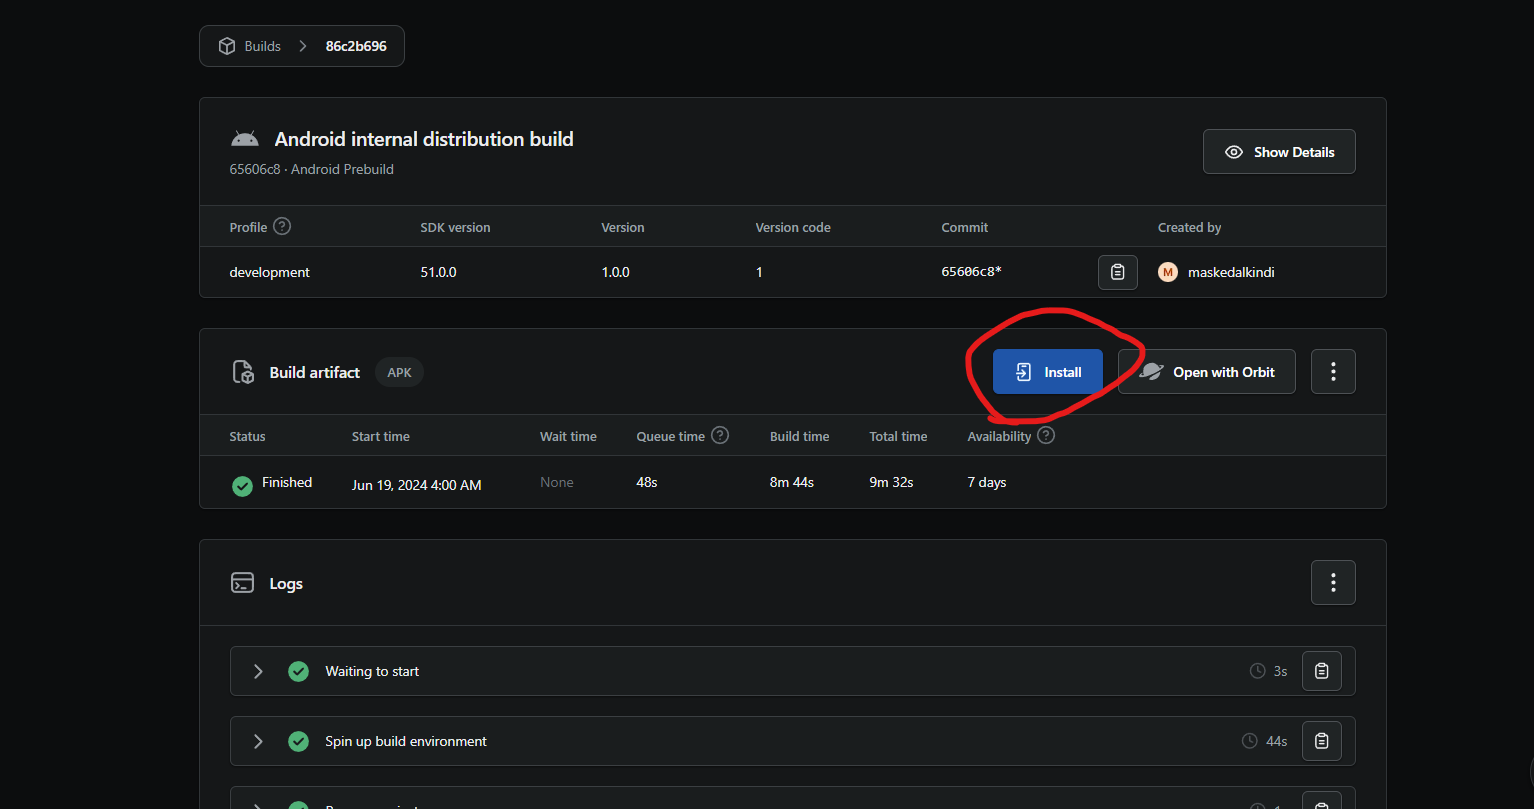 Builds > 86c2b696
Android internal distribution build
65606c8 · Android Prebuild
Show Details
Profile SDK version Version Version code Commit Created by
development 51.0.0 1.0.0 1 65606c8* M maskedalkindi
Build artifact APK Install Open with Orbit
Status Start time Wait time Queue time Build time Total time Availability
Finished Jun 19, 2024 4:00 AM None 48s 8m 44s 9m 32s 7 days
Logs
Waiting to start 3s
Spin up build environment 44s